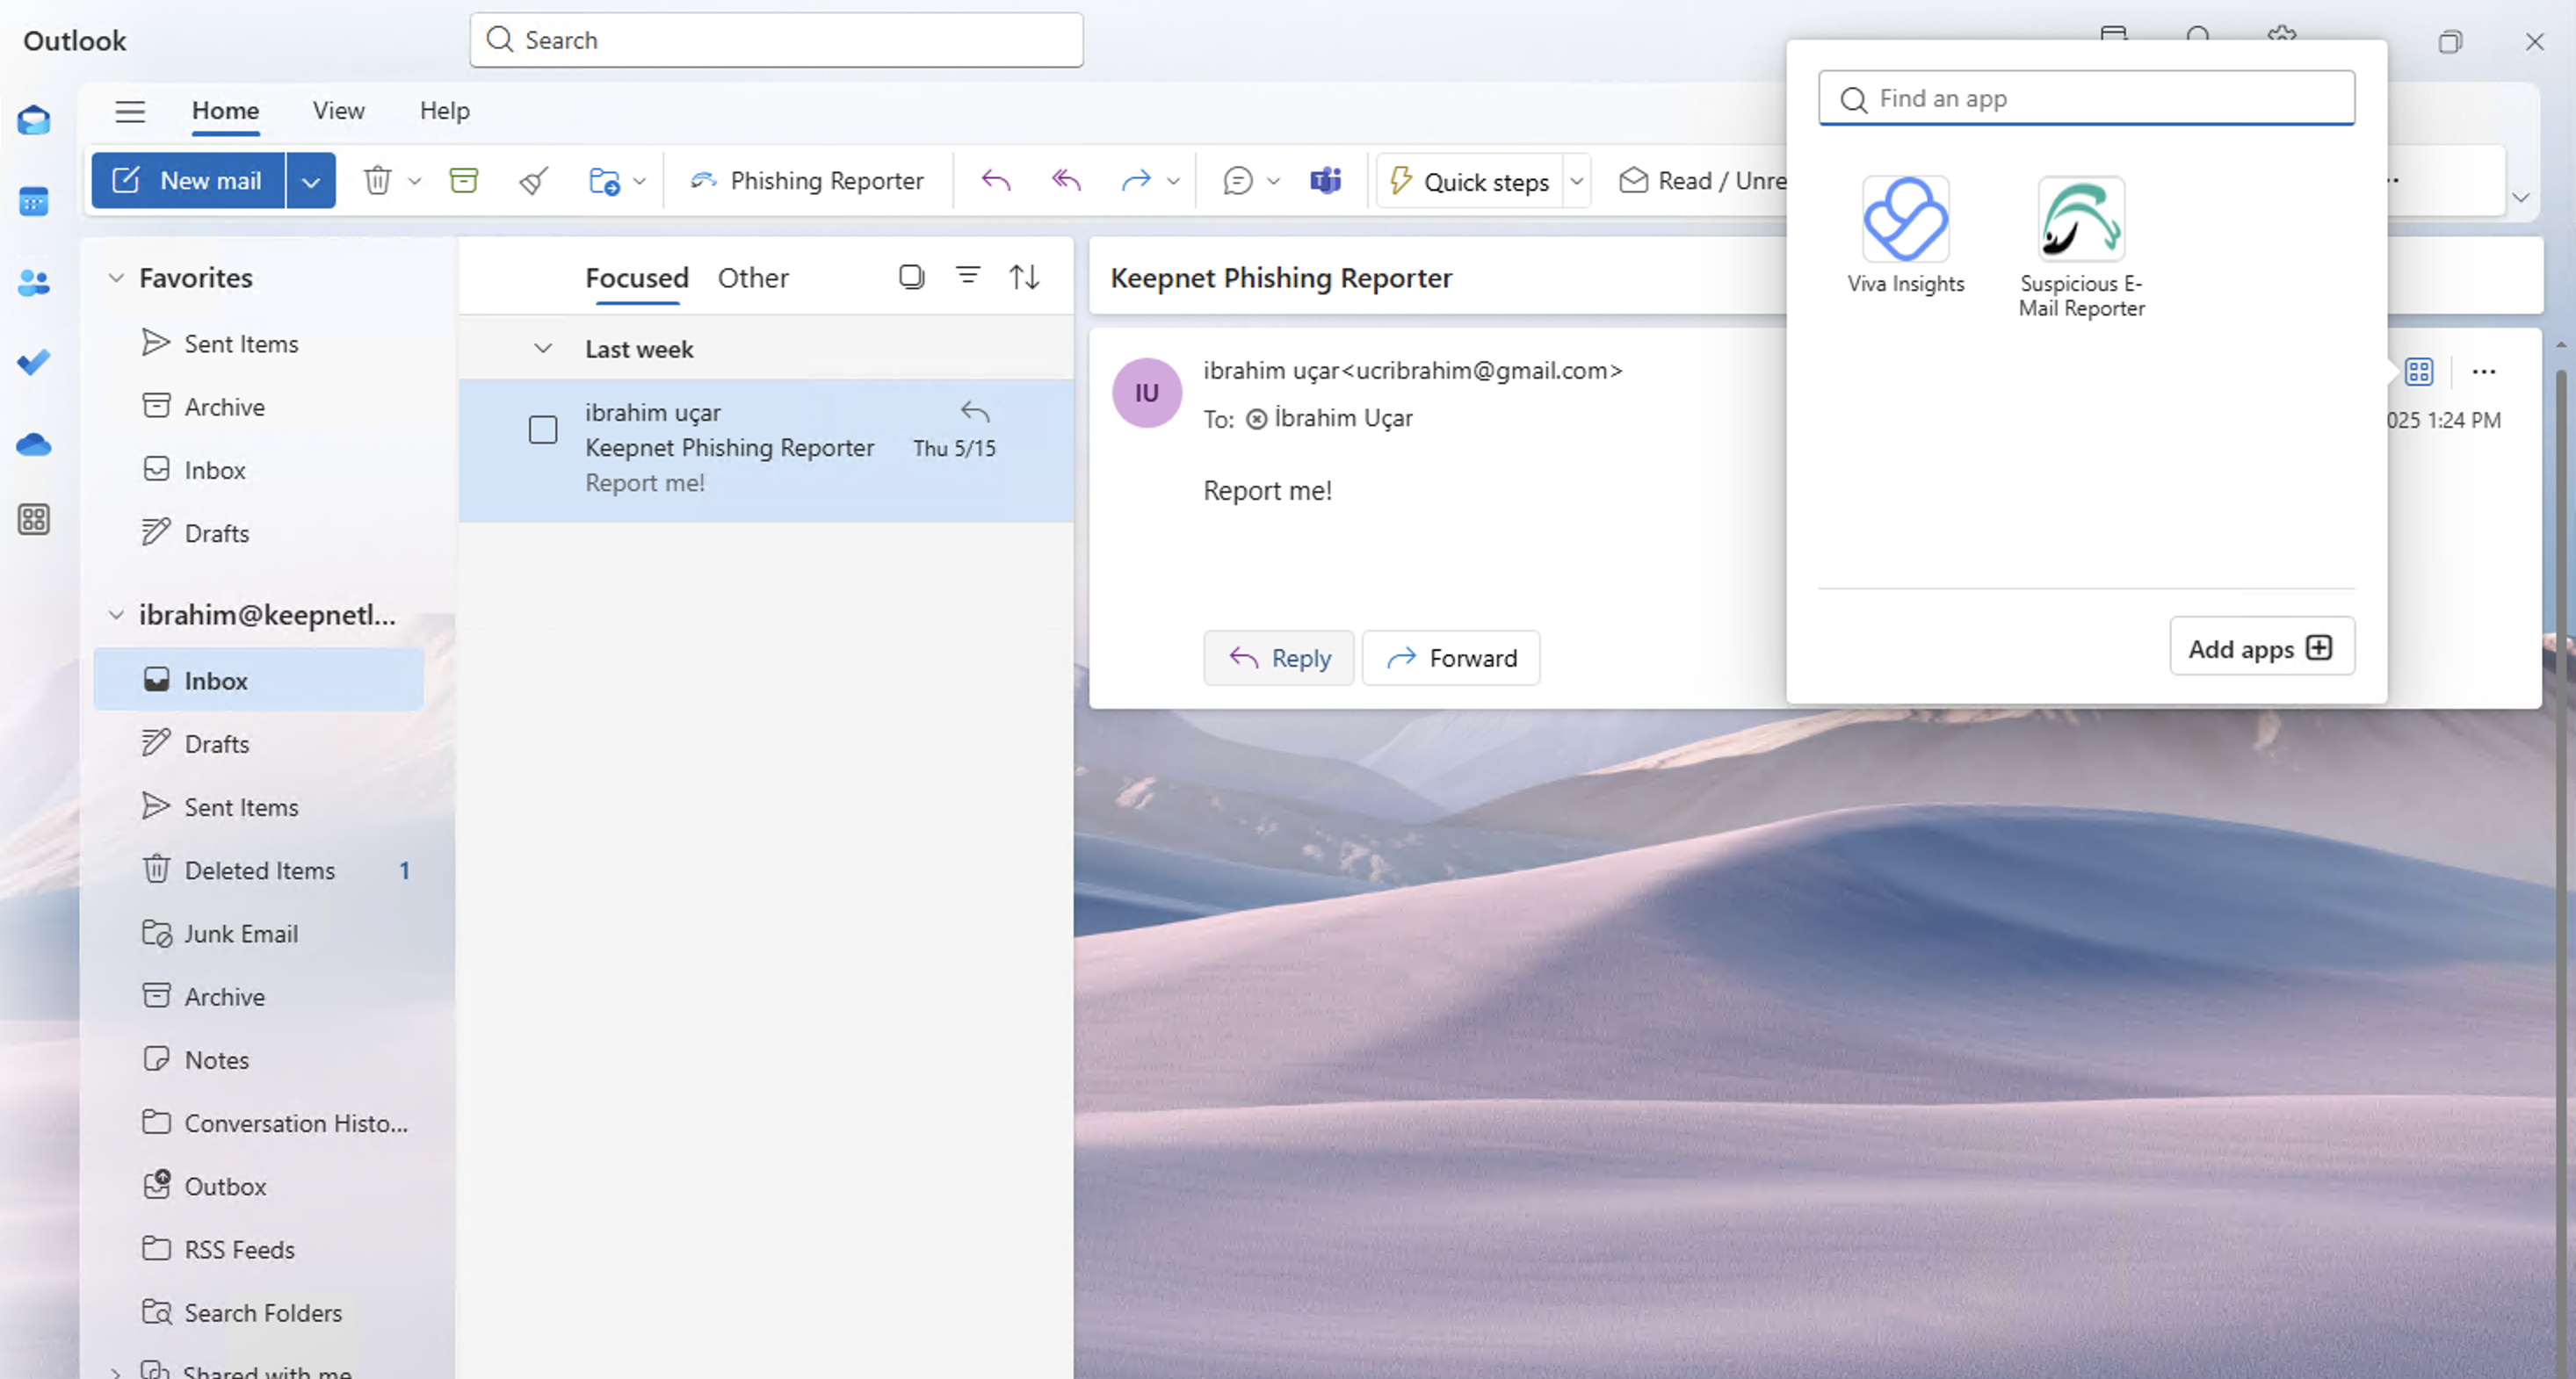 Outlook
Search
Home
View
Help
New mail
Phishing Reporter
Quick steps
Read / Unre
Favorites
Sent Items
Archive
Inbox
Drafts
ibrahim@keepnetl...
Inbox
Drafts
Sent Items
Deleted Items 1
Junk Email
Archive
Notes
Conversation Histo...
Outbox
RSS Feeds
Search Folders
Shared with me
Focused
Other
Last week
ibrahim uçar
Keepnet Phishing Reporter Thu 5/15
Report me!
Keepnet Phishing Reporter
IU
ibrahim uçar<ucribrahim@gmail.com>
To: İbrahim Uçar
025 1:24 PM
Report me!
Reply
Forward
Find an app
Viva Insights
Suspicious E-
Mail Reporter
Add apps